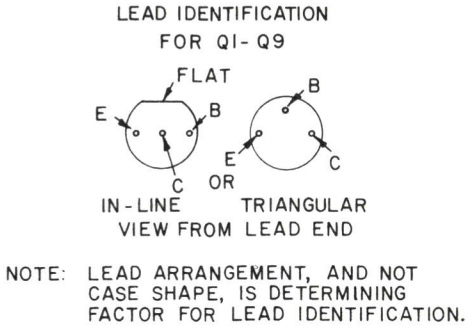 LEAD IDENTIFICATION
FOR Q1-Q9
FLAT
E
B
C
B
E
C
OR
IN-LINE
TRIANGULAR
VIEW FROM LEAD END
NOTE: LEAD ARRANGEMENT, AND NOT
CASE SHAPE, IS DETERMINING
FACTOR FOR LEAD IDENTIFICATION.